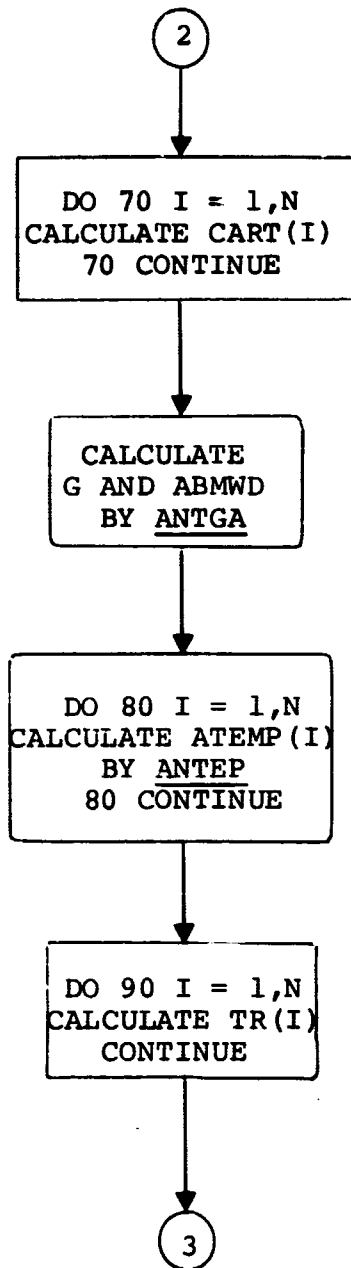 2
DO 70 I = 1,N
CALCULATE CART(I)
70 CONTINUE
CALCULATE
G AND ABMWD
BY ANTGA
DO 80 I = 1,N
CALCULATE ATEMP(I)
BY ANTEP
80 CONTINUE
DO 90 I = 1,N
CALCULATE TR(I)
CONTINUE
3